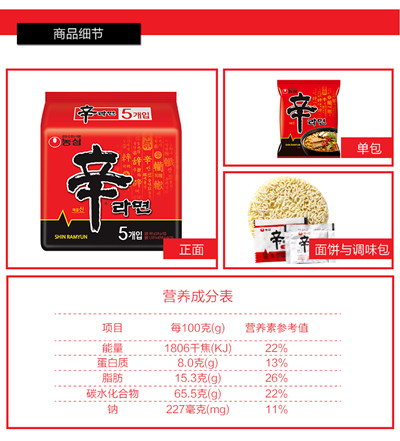 商品细节
辛
5개입
농심
辛
라면
5개입
SHIN RAMYUN
正面
농심
辛
라면
单包
辛
辛
面饼与调味包
营养成分表
项目 每100克(g) 营养素参考值
能量 1806千焦(KJ) 22%
蛋白质 8.0克(g) 13%
脂肪 15.3克(g) 26%
碳水化合物 65.5克(g) 22%
钠 227毫克(mg) 11%